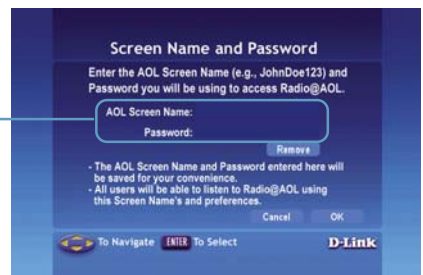 Screen Name and Password
Enter the AOL Screen Name (e.g., JohnDoe123) and
Password you will be using to access Radio@AOL.
AOL Screen Name:
Password:
Remove
- The AOL Screen Name and Password entered here will
be saved for your convenience.
- All users will be able to listen to Radio@AOL using
this Screen Name's and preferences.
Cancel OK
To Navigate ENTER To Select D-Link